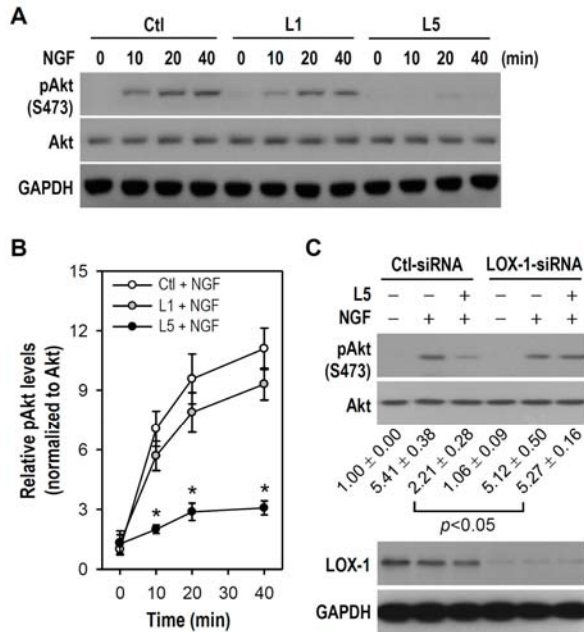 A
Ctl L1 L5
NGF 0 10 20 40 0 10 20 40 0 10 20 40 (min)
pAkt
(S473)
Akt
GAPDH
B
Ctl + NGF
L1 + NGF
L5 + NGF
15
12
9
6
3
0
Relative pAkt levels
(normalized to Akt)
* * *
0 10 20 30 40
Time (min)
C
Ctl-siRNA LOX-1-siRNA
L5 − − + − − +
NGF − + + − + +
pAkt
(S473)
Akt
1.00 ± 0.00
5.41 ± 0.38
2.21 ± 0.28
1.06 ± 0.09
5.12 ± 0.50
5.27 ± 0.16
p<0.05
LOX-1
GAPDH